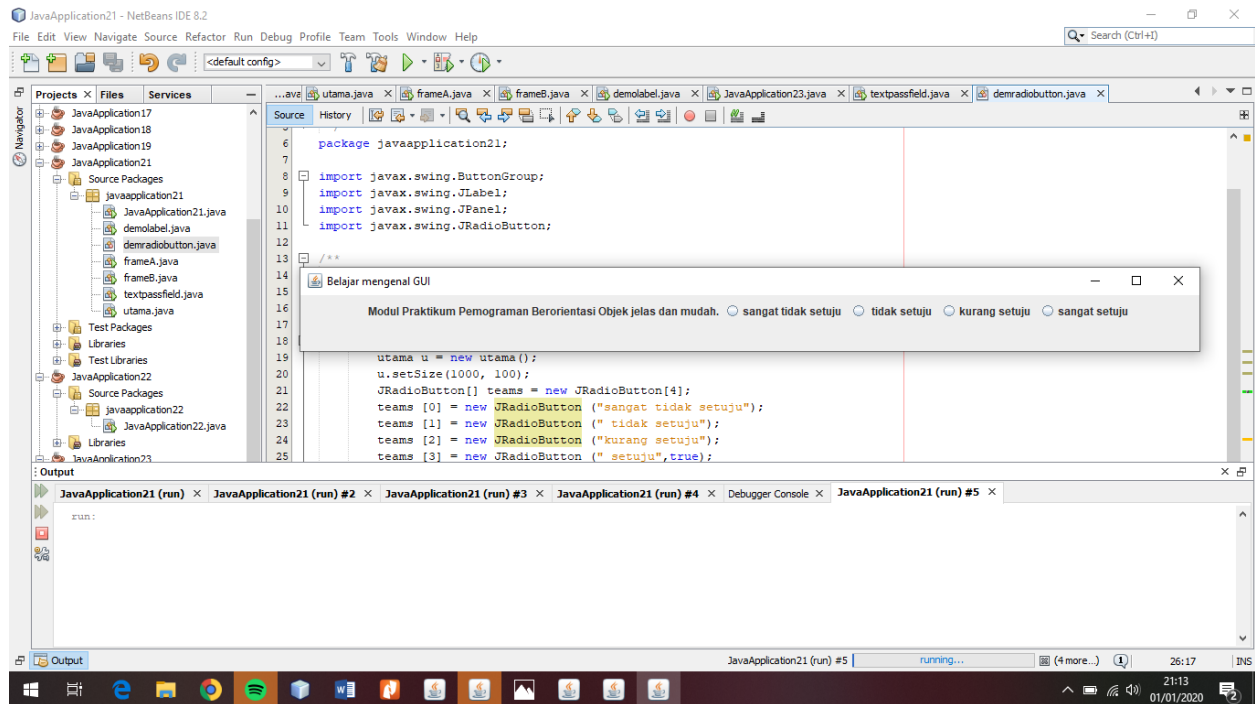 JavaApplication21 - NetBeans IDE 8.2
File Edit View Navigate Source Refactor Run Debug Profile Team Tools Window Help
Search (Ctrl+I)
<default config>
Projects Files Services
...ava utama.java frameA.java frameB.java demolabel.java JavaApplication23.java textpassfield.java demradiobutton.java
Navigator
JavaApplication17
JavaApplication18
JavaApplication19
JavaApplication21
Source Packages
javaapplication21
JavaApplication21.java
demolabel.java
demradiobutton.java
frameA.java
frameB.java
textpassfield.java
utama.java
Test Packages
Libraries
Test Libraries
JavaApplication22
Source Packages
javaapplication22
JavaApplication22.java
Libraries
JavaApplication23
Source History
6 package javaapplication21;
7
8 import javax.swing.ButtonGroup;
9 import javax.swing.JLabel;
10 import javax.swing.JPanel;
11 import javax.swing.JRadioButton;
12
13 /**
14
15
16
17
18
19 utama u = new utama();
20 u.setSize(1000, 100);
21 JRadioButton[] teams = new JRadioButton[4];
22 teams [0] = new JRadioButton ("sangat tidak setuju");
23 teams [1] = new JRadioButton (" tidak setuju");
24 teams [2] = new JRadioButton ("kurang setuju");
25 teams [3] = new JRadioButton (" setuju",true);
Belajar mengenal GUI
Modul Praktikum Pemograman Berorientasi Objek jelas dan mudah. sangat tidak setuju tidak setuju kurang setuju sangat setuju
: Output
JavaApplication21 (run) JavaApplication21 (run) #2 JavaApplication21 (run) #3 JavaApplication21 (run) #4 Debugger Console JavaApplication21 (run) #5
run:
Output
JavaApplication21 (run) #5 running... (4 more...) 1 26:17 INS
21:13
01/01/2020
2